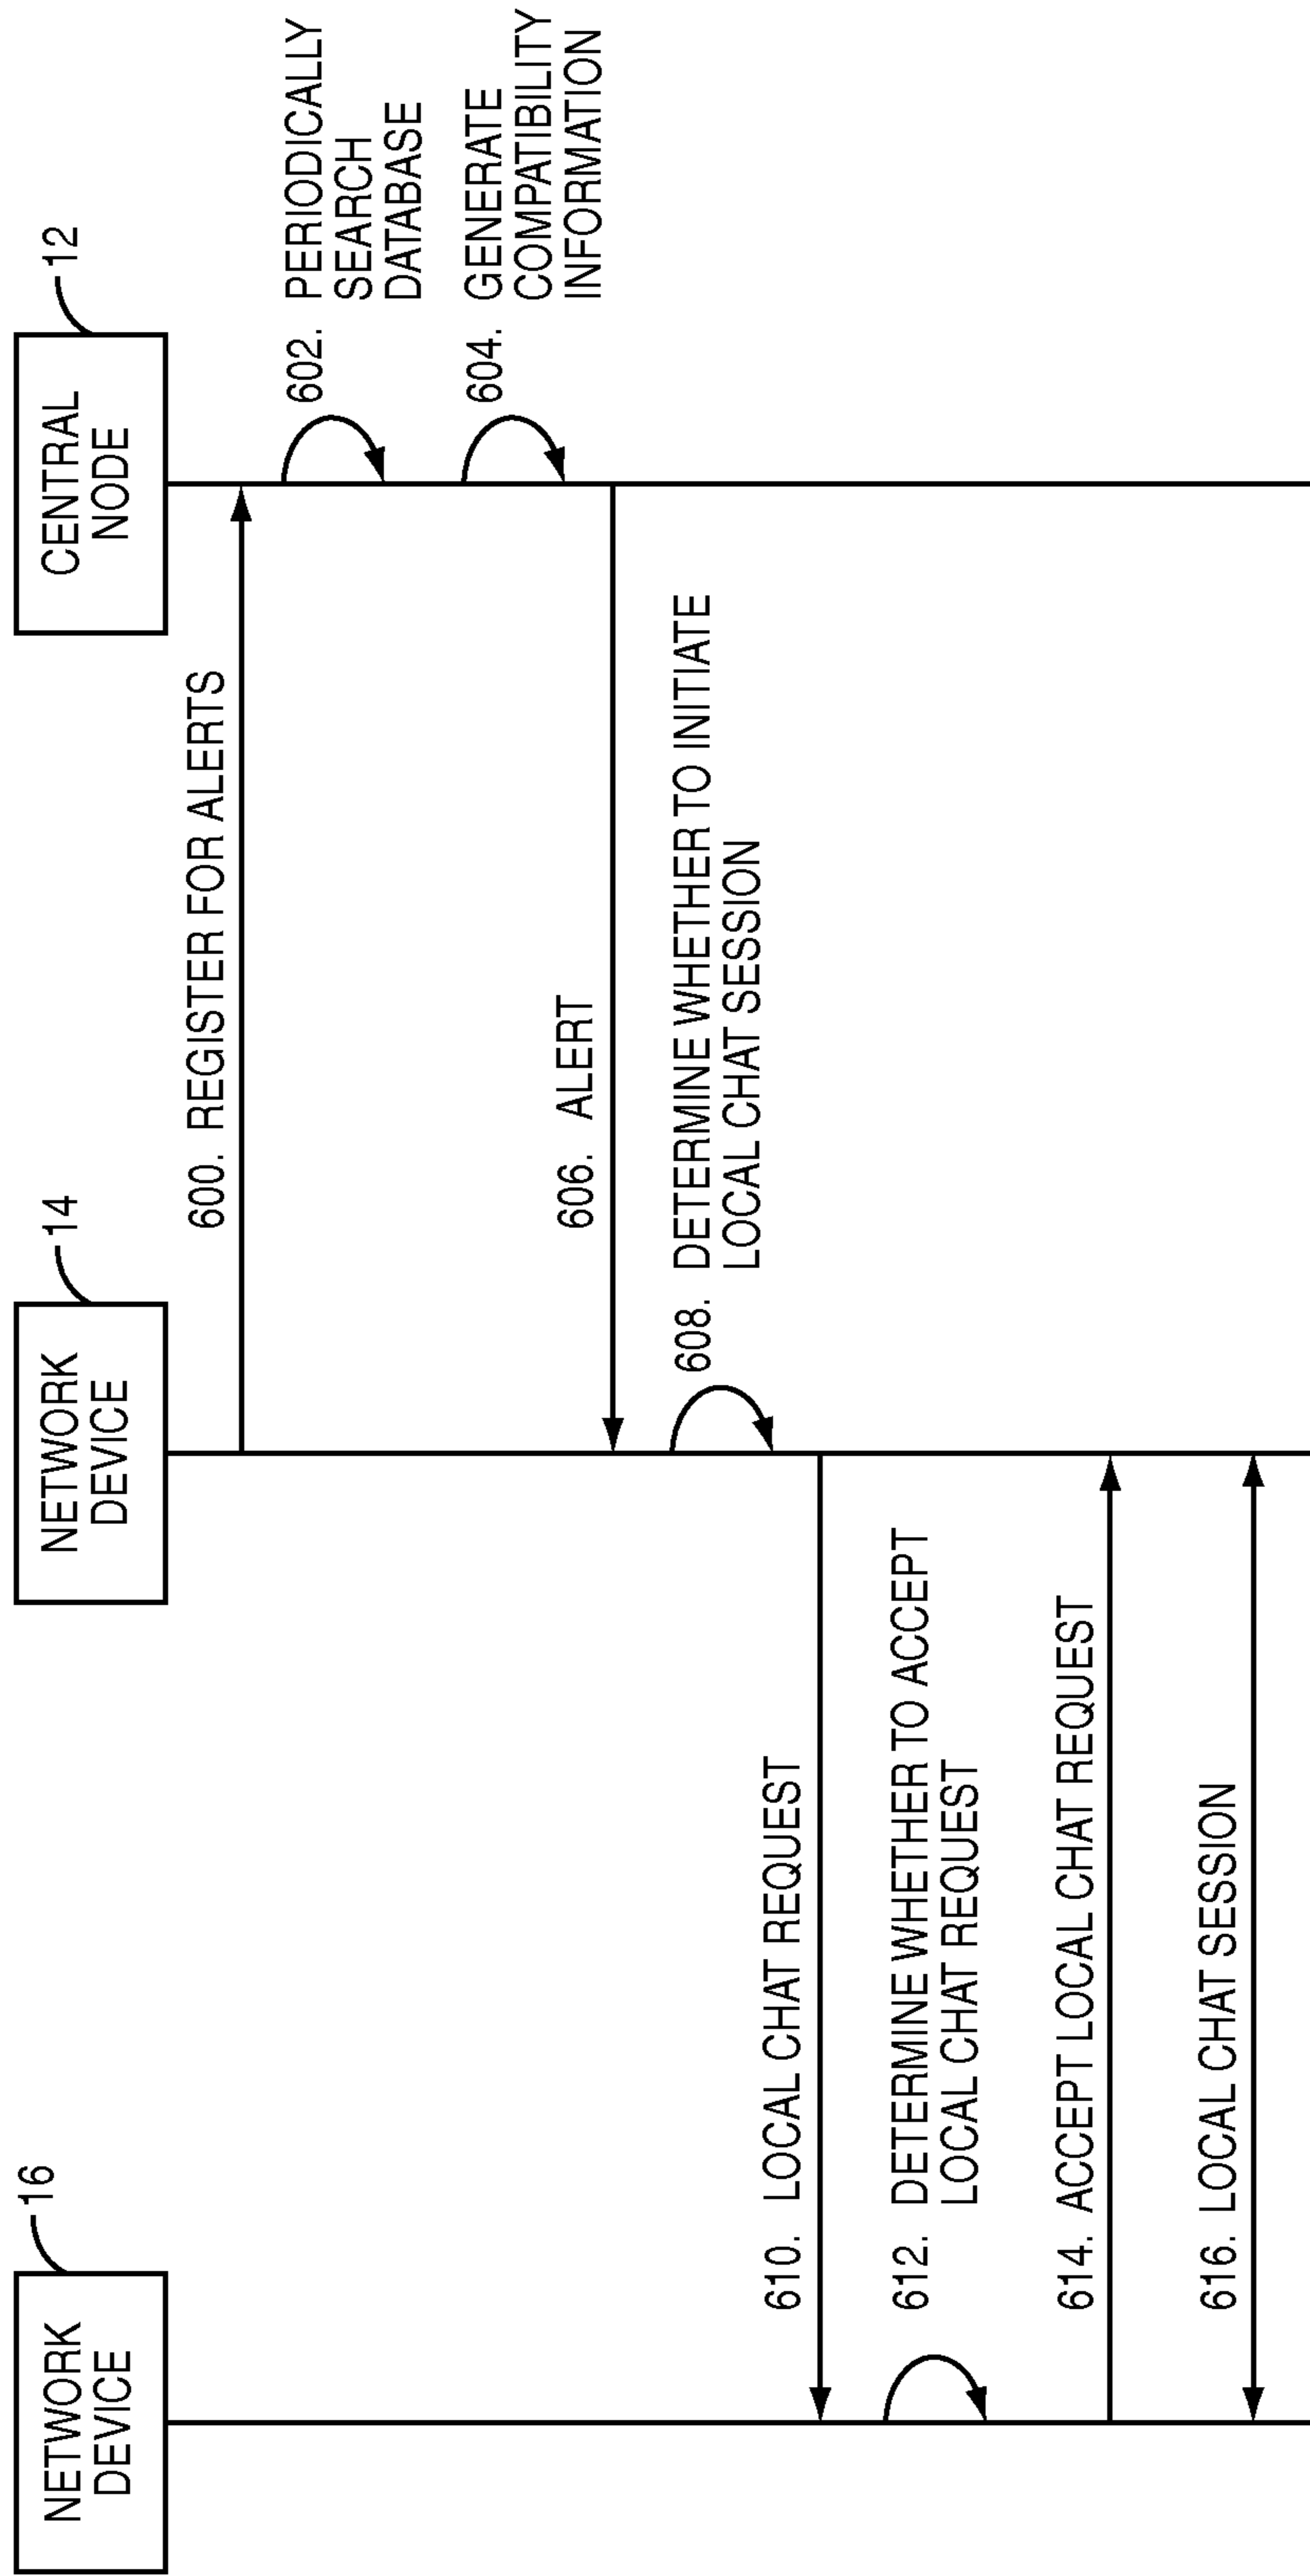 NETWORK
DEVICE
16
NETWORK
DEVICE
14
CENTRAL
NODE
12
600. REGISTER FOR ALERTS
602. PERIODICALLY
SEARCH
DATABASE
604. GENERATE
COMPATIBILITY
INFORMATION
606. ALERT
608. DETERMINE WHETHER TO INITIATE
LOCAL CHAT SESSION
610. LOCAL CHAT REQUEST
612. DETERMINE WHETHER TO ACCEPT
LOCAL CHAT REQUEST
614. ACCEPT LOCAL CHAT REQUEST
616. LOCAL CHAT SESSION